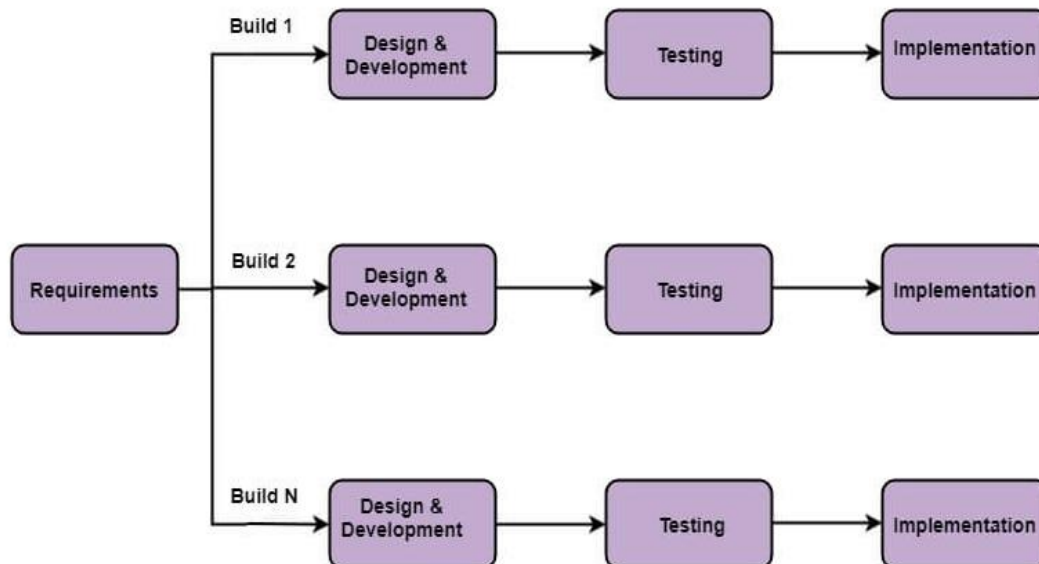 Build 1
Design &
Development
Testing
Implementation
Requirements
Build 2
Design &
Development
Testing
Implementation
Build N
Design &
Development
Testing
Implementation